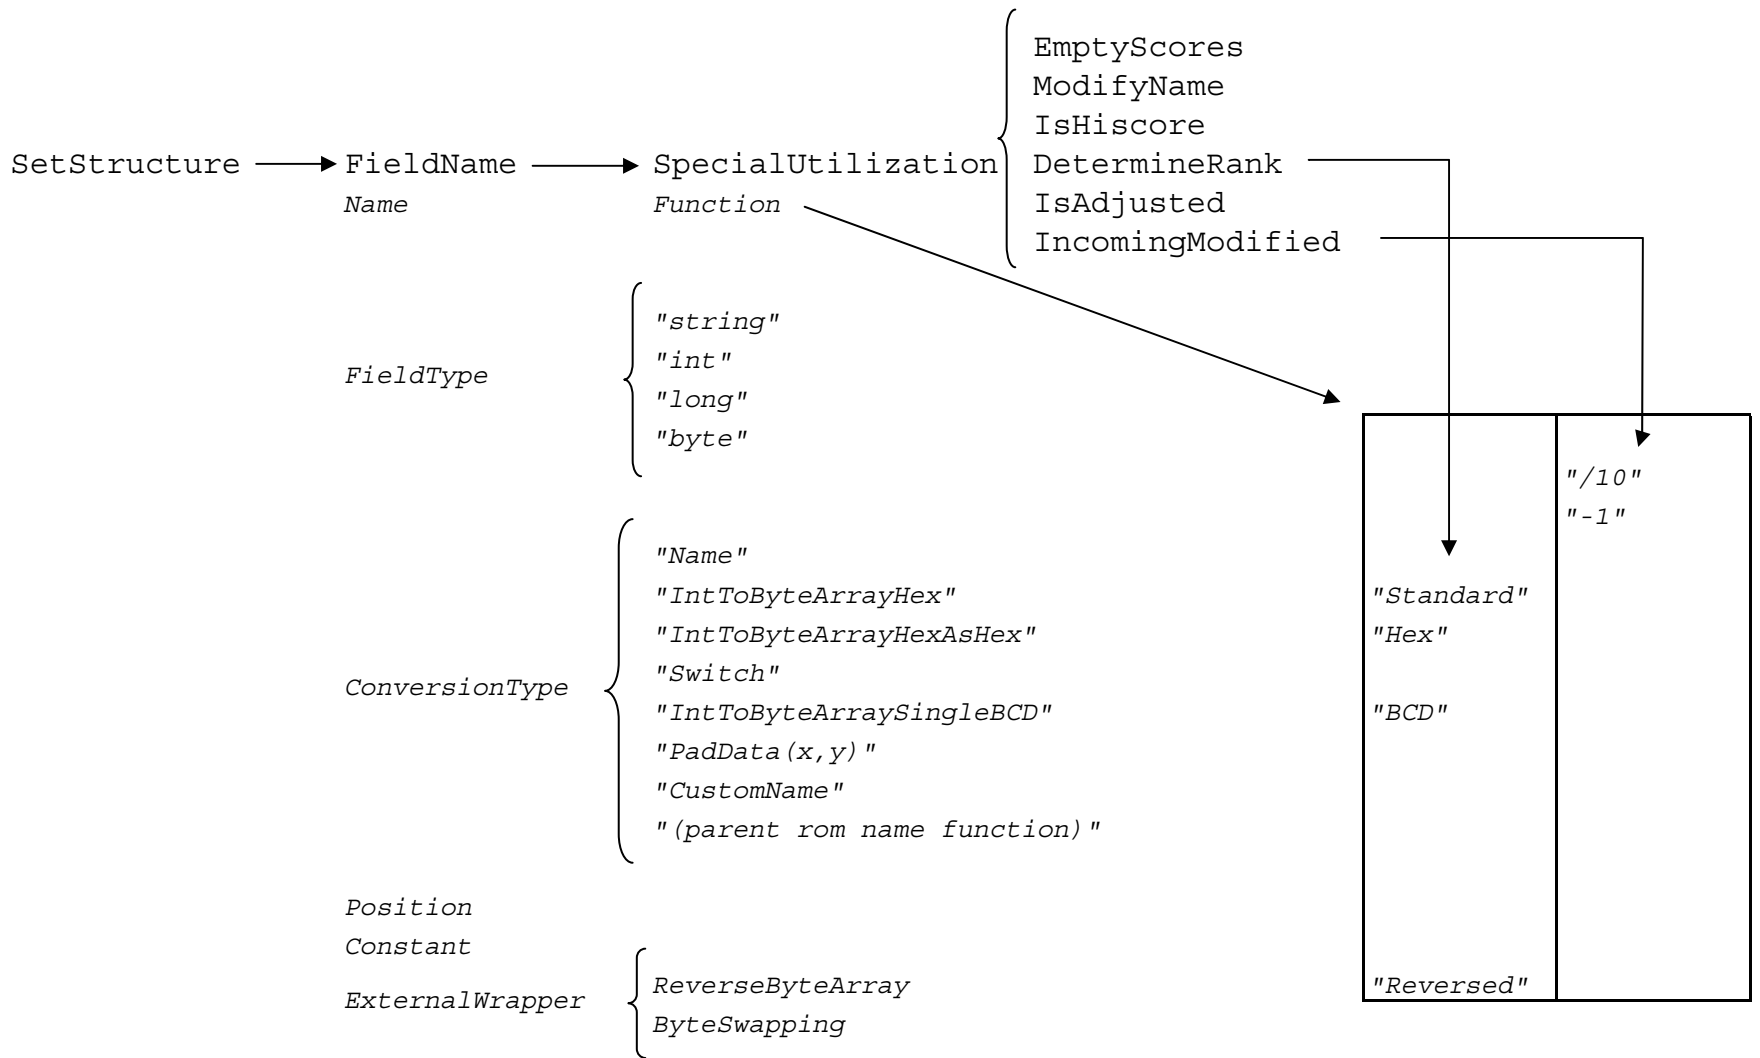 EmptyScores
ModifyName
IsHiscore
SetStructure FieldName SpecialUtilization DetermineRank
Name Function IsAdjusted
IncomingModified
"string"
"int"
FieldType
"long"
"byte"
"/10"
"-1"
"Name"
"IntToByteArrayHex" "Standard"
"IntToByteArrayHexAsHex" "Hex"
"Switch"
ConversionType
"IntToByteArraySingleBCD" "BCD"
"PadData(x,y)"
"CustomName"
"(parent rom name function)"
Position
Constant
ReverseByteArray "Reversed"
ExternalWrapper
ByteSwapping